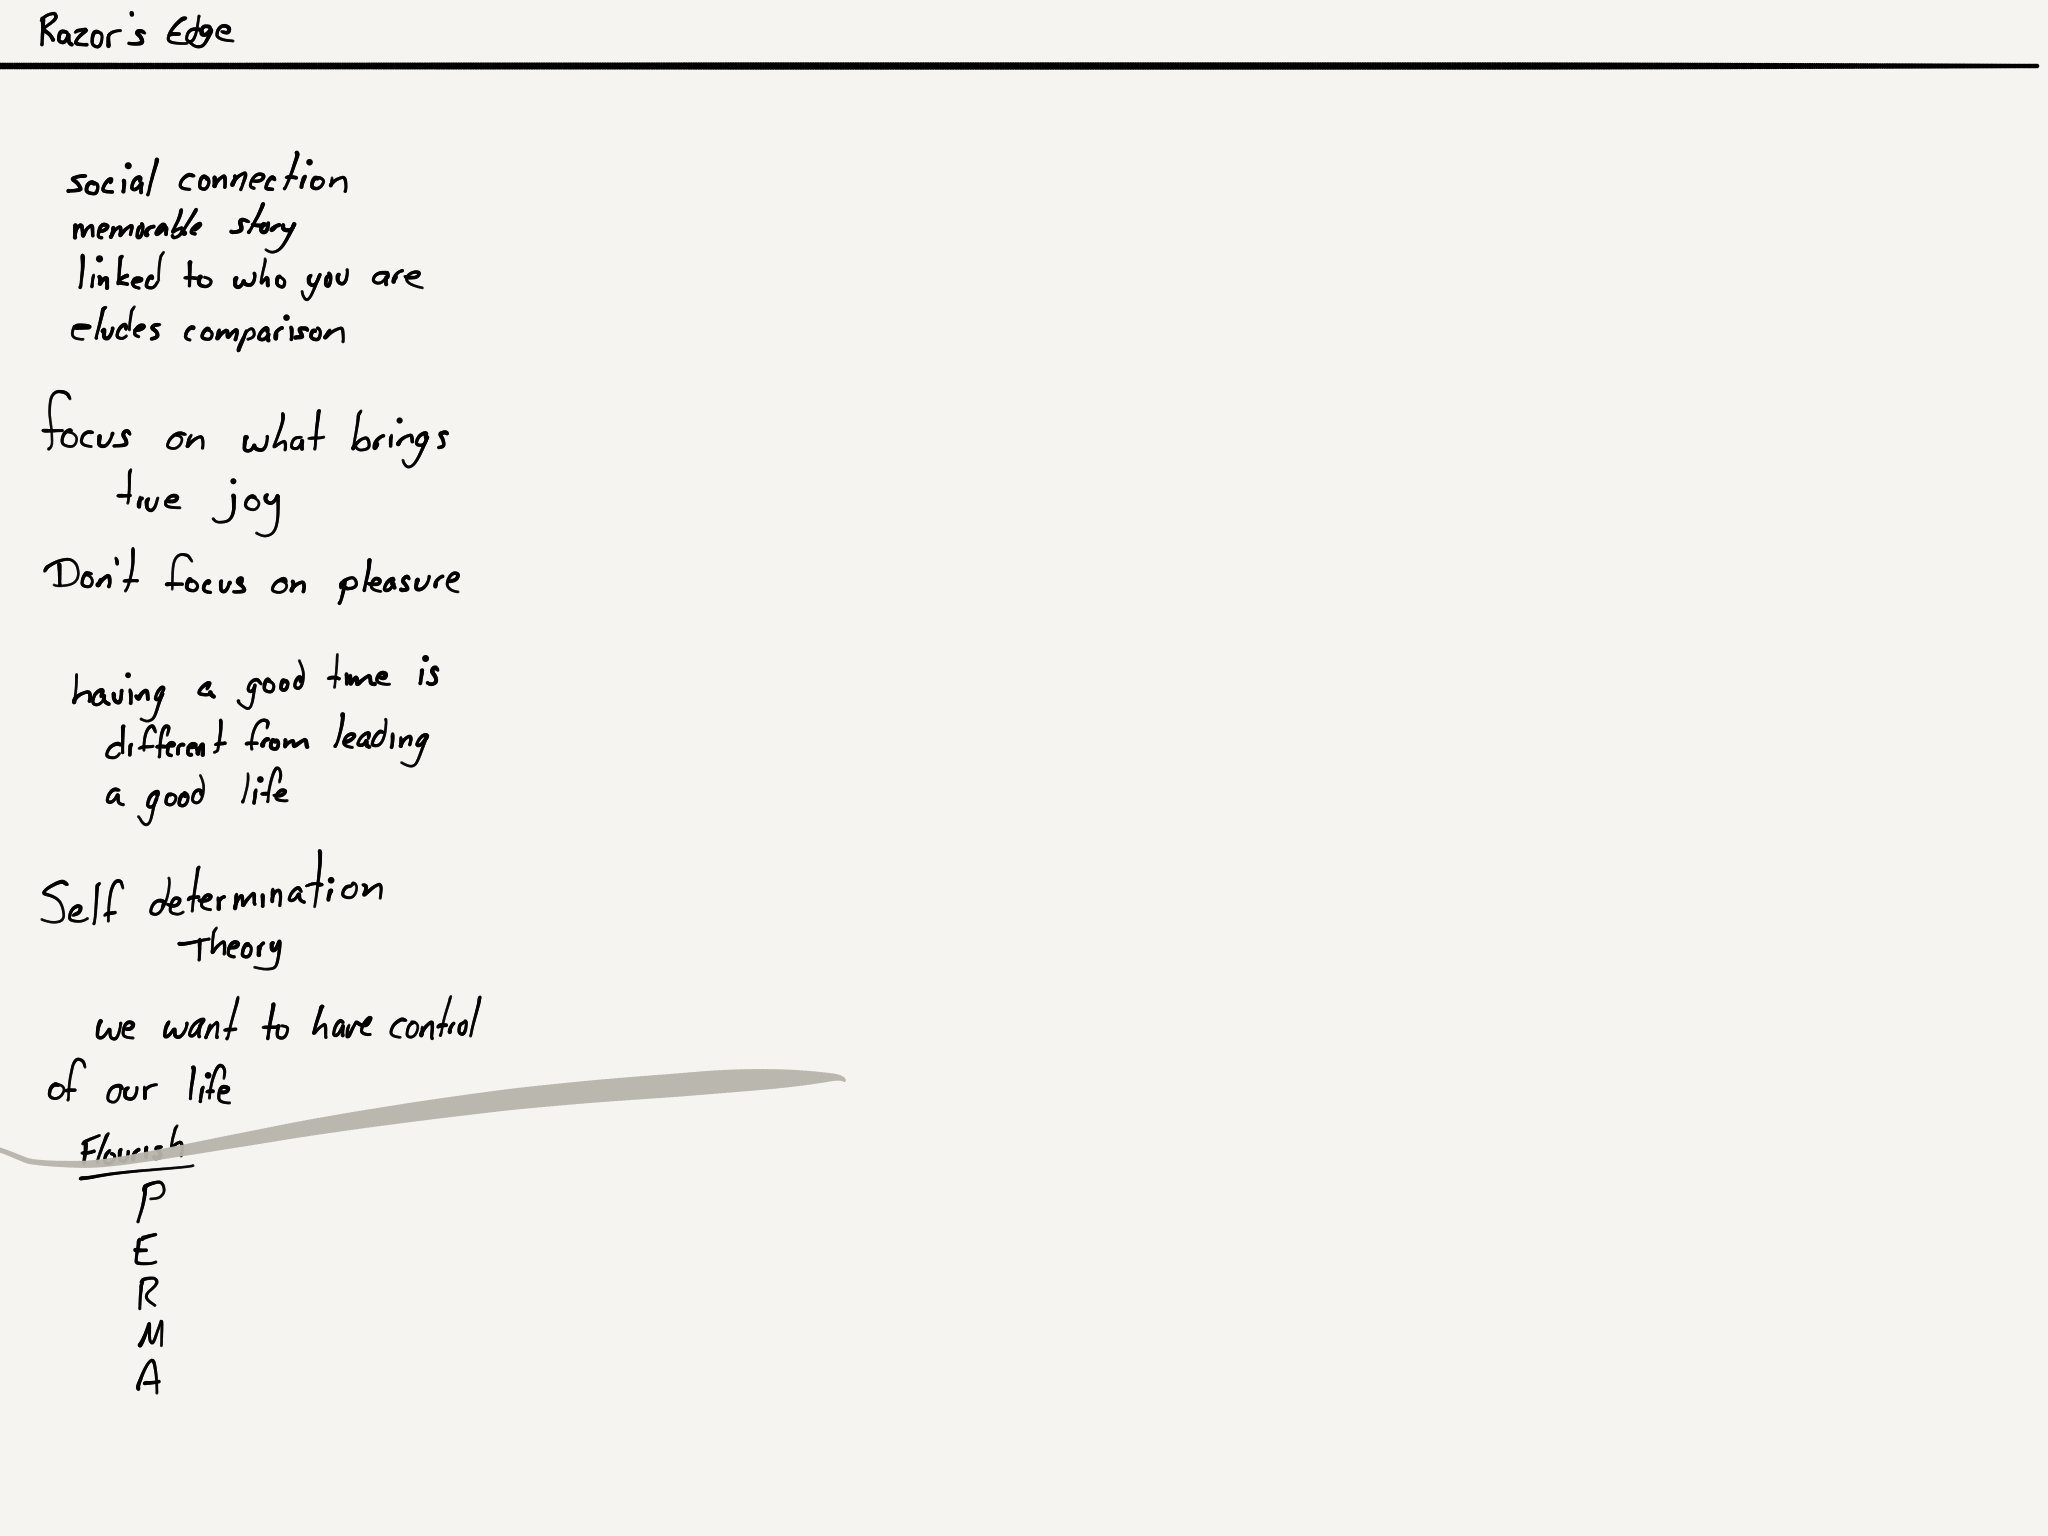 Razor's Edge
social connection
memorable story
linked to who you are
eludes comparison
focus on what brings
true joy
Don't focus on pleasure
having a good time is
different from leading
a good life
Self determination
Theory
we want to have control
of our life
Flourish
P
E
R
M
A